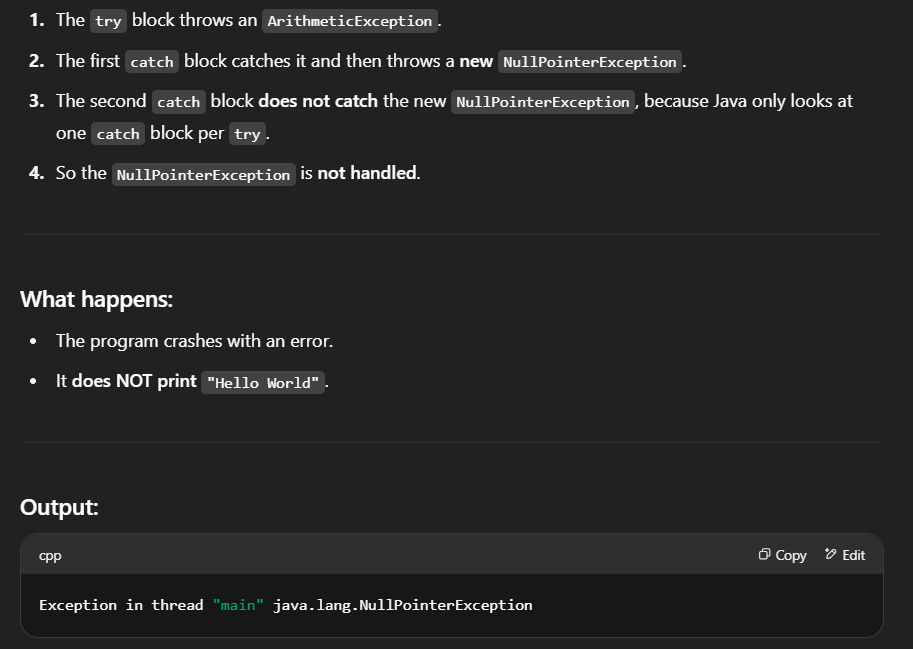 1. The try block throws an ArithmeticException.
2. The first catch block catches it and then throws a new NullPointerException.
3. The second catch block does not catch the new NullPointerException, because Java only looks at
one catch block per try.
4. So the NullPointerException is not handled.
What happens:
• The program crashes with an error.
• It does NOT print "Hello World".
Output:
cpp Copy Edit
Exception in thread "main" java.lang.NullPointerException